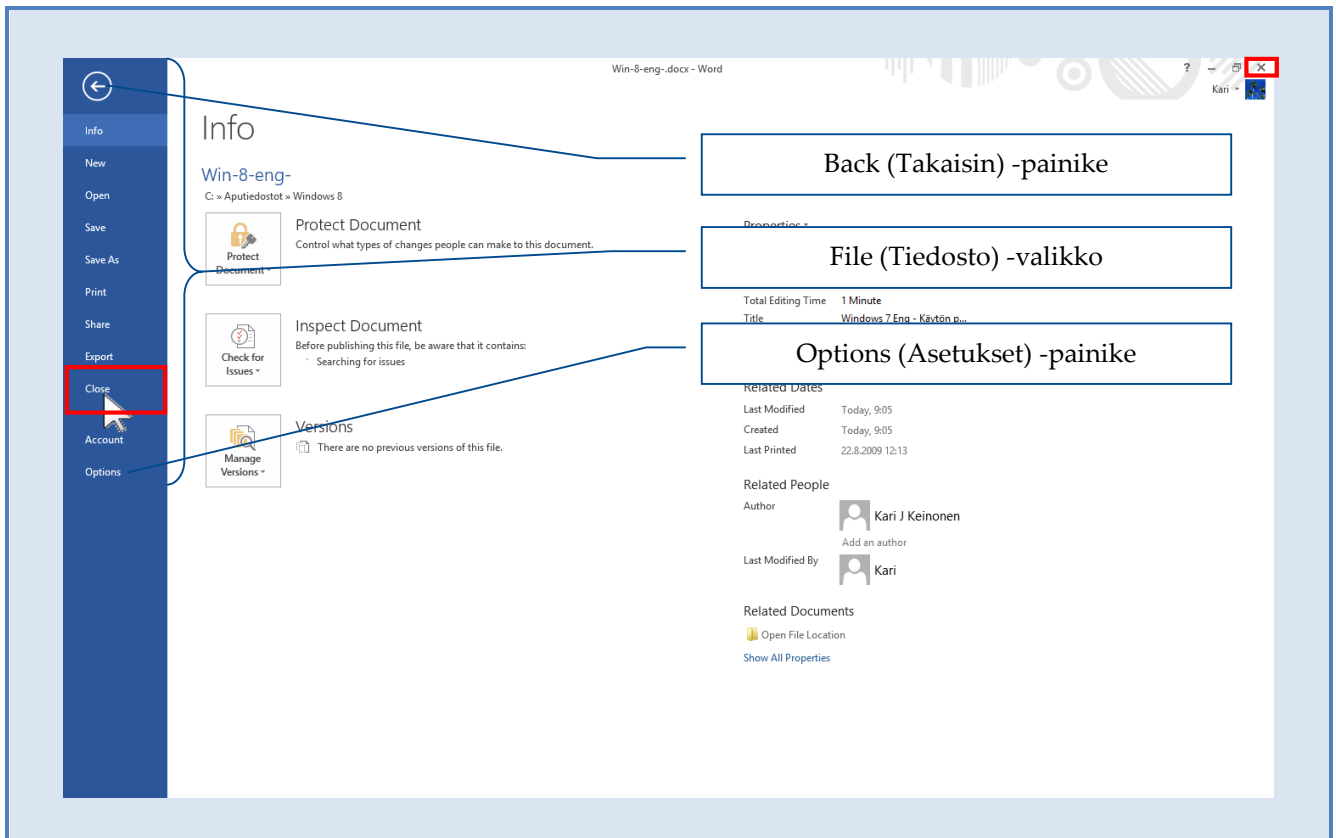 Win-8-eng-.docx - Word
?
Kari
Info
New
Open
Save
Save As
Print
Share
Export
Close
Account
Options
Info
Win-8-eng-
C: » Aputiedostot » Windows 8
Protect
Document
Protect Document
Control what types of changes people can make to this document.
Check for
Issues
Inspect Document
Before publishing this file, be aware that it contains:
Searching for issues
Manage
Versions
Versions
There are no previous versions of this file.
Back (Takaisin) -painike
Properties
File (Tiedosto) -valikko
Total Editing Time 1 Minute
Title Windows 7 Eng - Käytön p...
Options (Asetukset) -painike
Related Dates
Last Modified Today, 9:05
Created Today, 9:05
Last Printed 22.8.2009 12:13
Related People
Author Kari J Keinonen
Add an author
Last Modified By Kari
Related Documents
Open File Location
Show All Properties